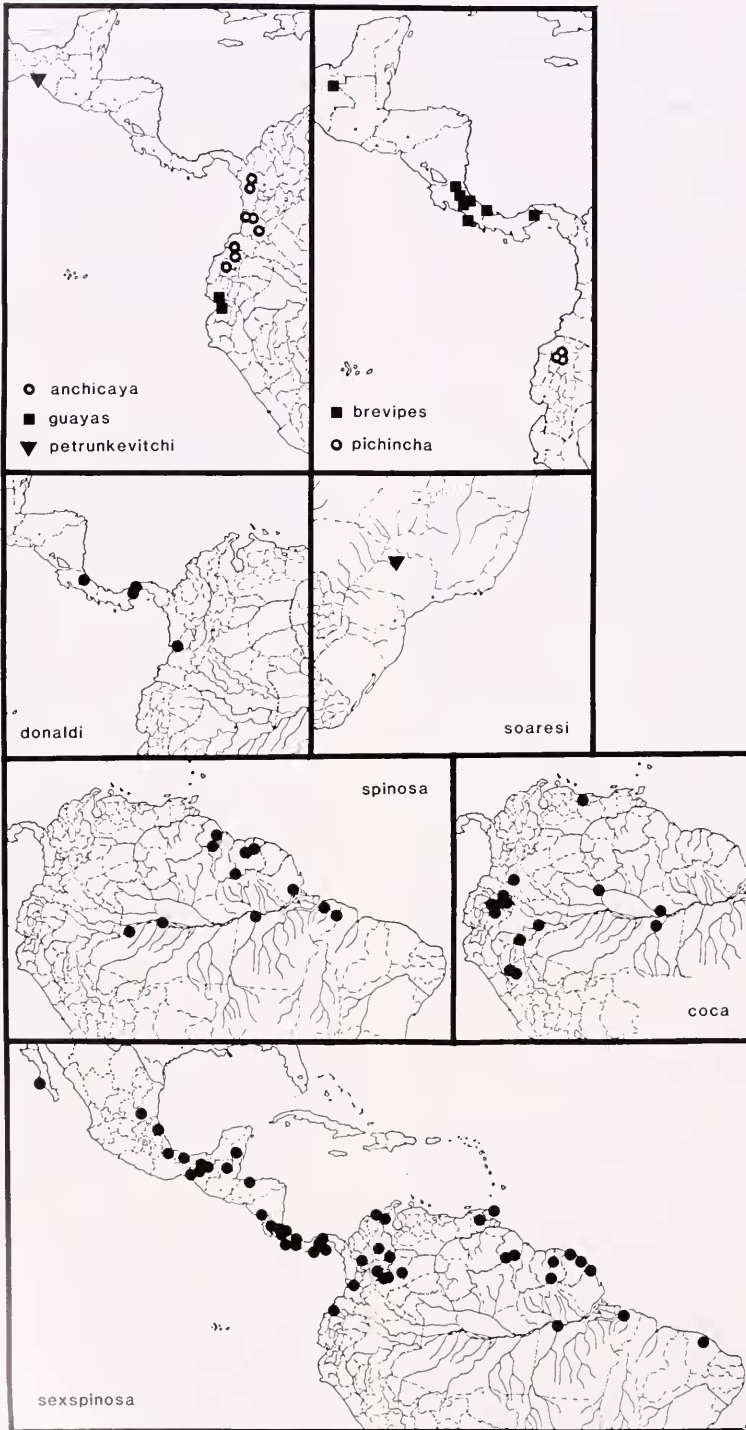 anchicaya
guayas
petrunkevitchi
brevipes
pichincha
donaldi
soaresi
spinosa
coca
sexspinosa